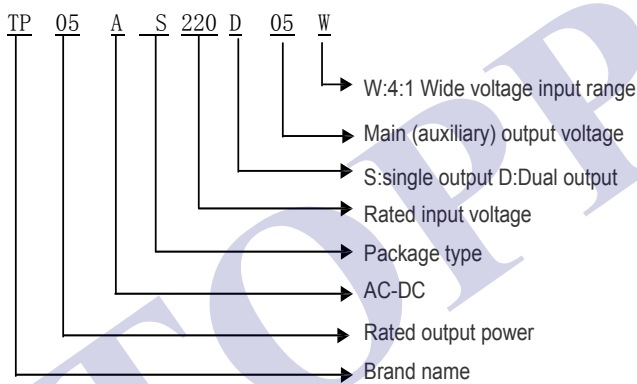 TP 05 A S 220 D 05 W
W:4:1 Wide voltage input range
Main (auxiliary) output voltage
S:single output D:Dual output
Rated input voltage
Package type
AC-DC
Rated output power
Brand name